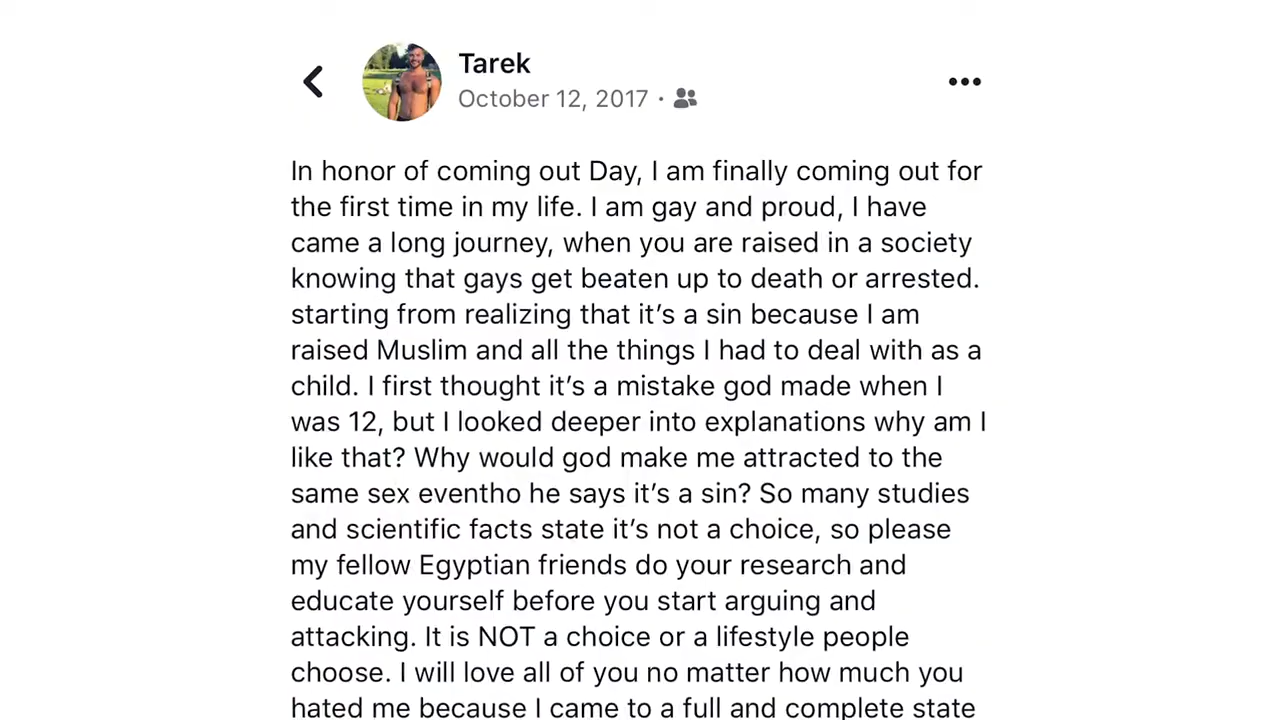 Tarek
October 12, 2017 ·
In honor of coming out Day, I am finally coming out for
the first time in my life. I am gay and proud, I have
came a long journey, when you are raised in a society
knowing that gays get beaten up to death or arrested.
starting from realizing that it's a sin because I am
raised Muslim and all the things I had to deal with as a
child. I first thought it's a mistake god made when I
was 12, but I looked deeper into explanations why am I
like that? Why would god make me attracted to the
same sex eventho he says it's a sin? So many studies
and scientific facts state it's not a choice, so please
my fellow Egyptian friends do your research and
educate yourself before you start arguing and
attacking. It is NOT a choice or a lifestyle people
choose. I will love all of you no matter how much you
hated me because I came to a full and complete state